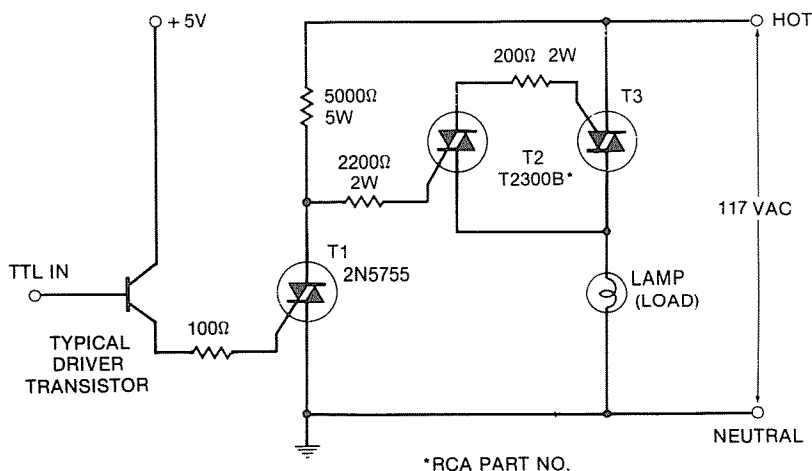 + 5V
HOT
200Ω 2W
T3
5000Ω
5W
T2
T2300B*
2200Ω
2W
117 VAC
T1
2N5755
TTL IN
LAMP
(LOAD)
100Ω
TYPICAL
DRIVER
TRANSISTOR
NEUTRAL
*RCA PART NO.